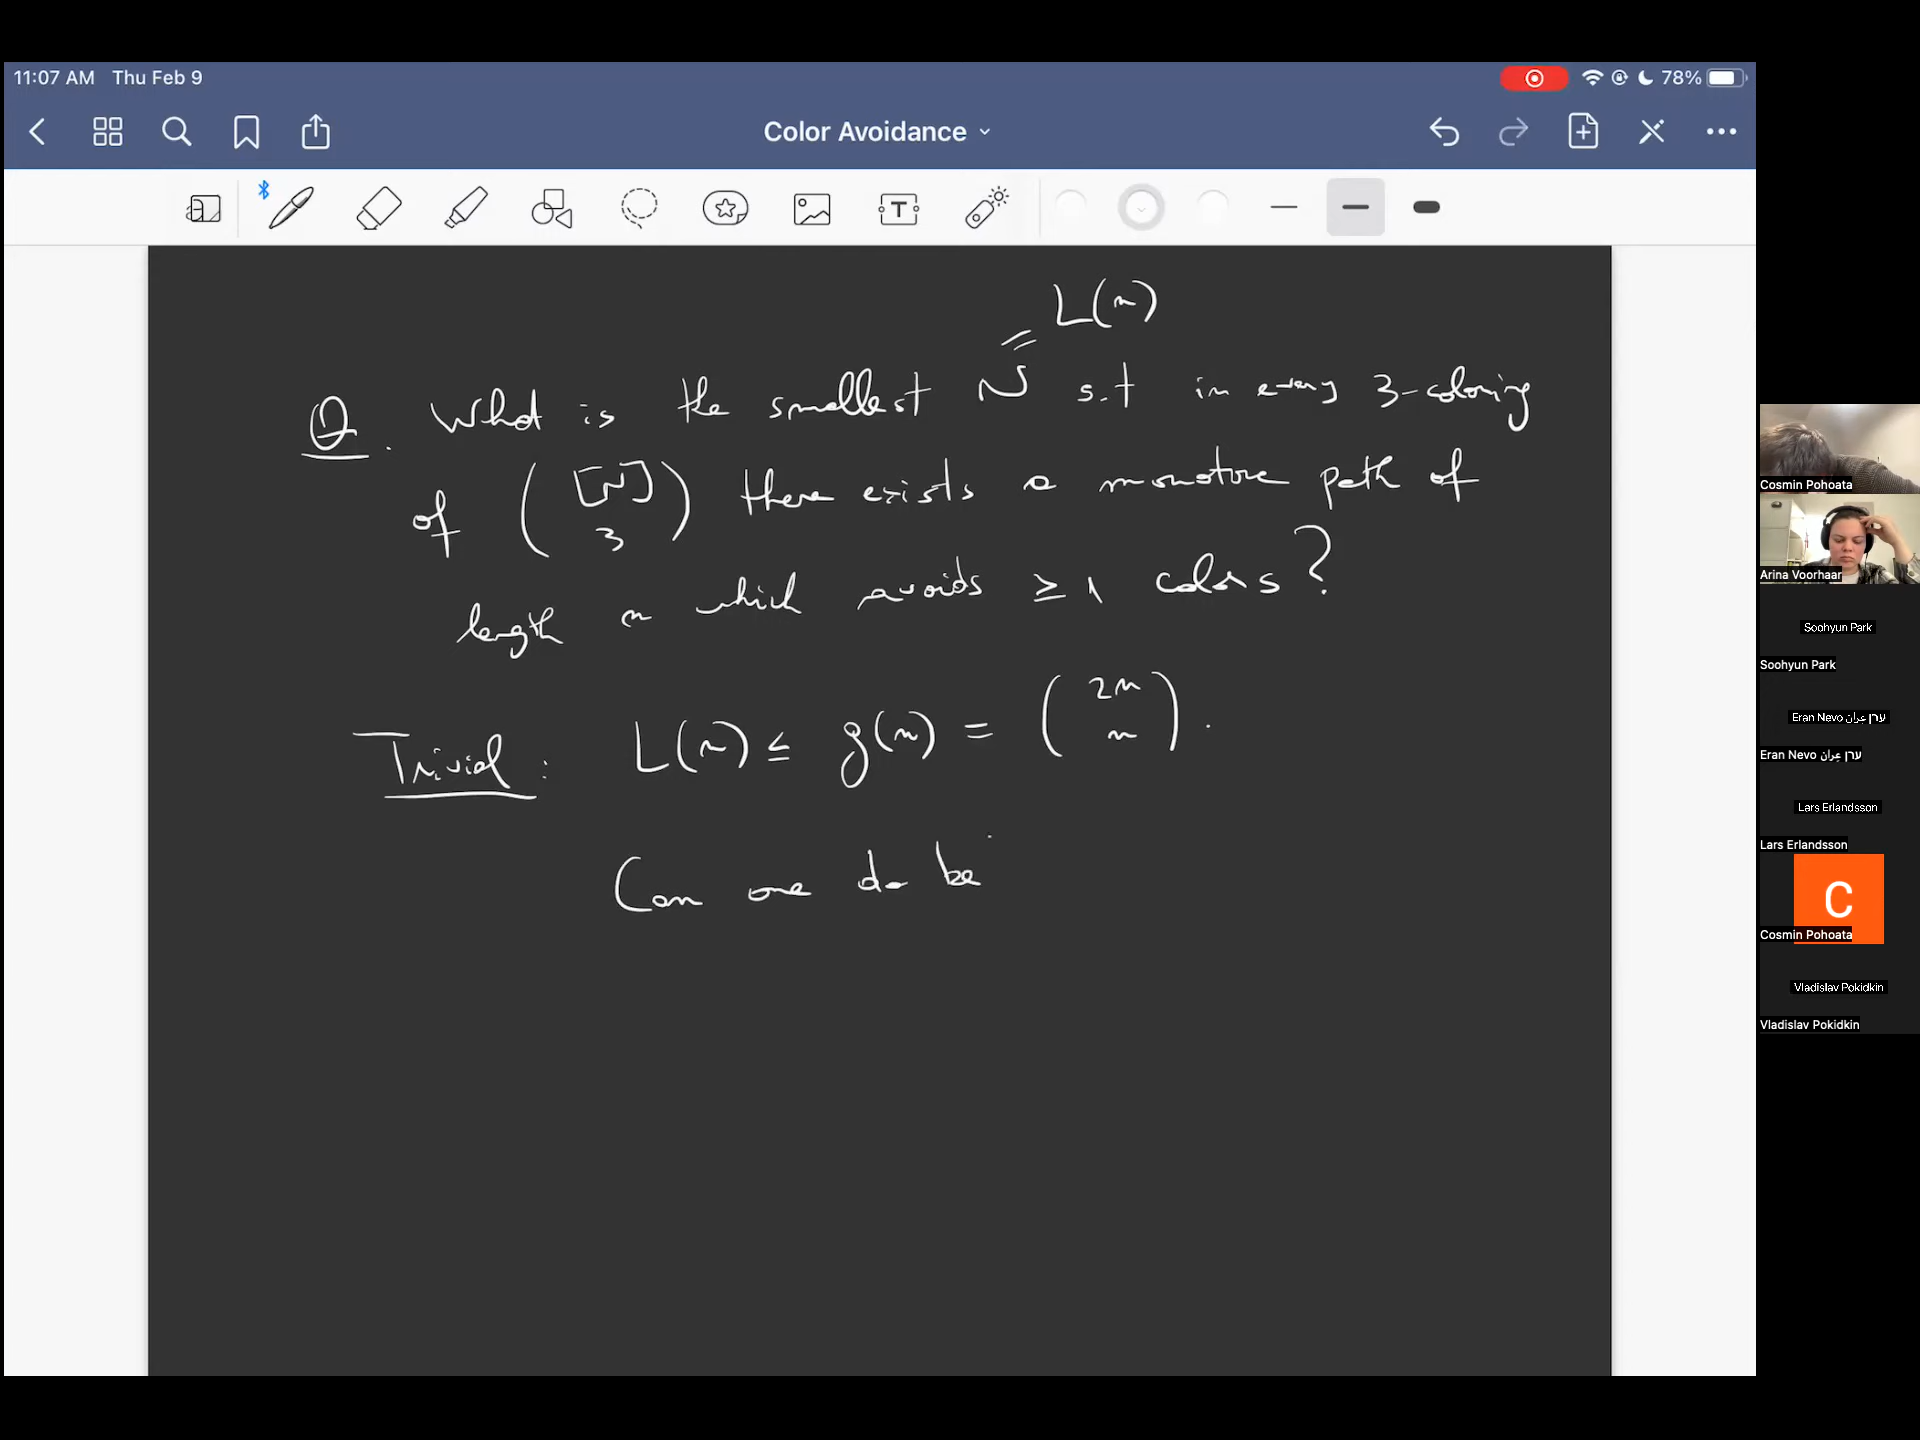 11:07 AM Thu Feb 9
78%
Color Avoidance
= L(n)
Q. What is the smallest N s.t in every 3-coloring
of ([N] 3) there exists a monotone path of
length n which avoids ≥ 1 colors?
Trivial: L(n) ≤ g(n) = (2n n).
Can one do be
Cosmin Pohoata
Arina Voorhaar
Soohyun Park
Soohyun Park
Eran Nevo ערן עברן
Eran Nevo ערן עברן
Lars Erlandsson
Lars Erlandsson
C
Cosmin Pohoata
Vladislav Pokidkin
Vladislav Pokidkin